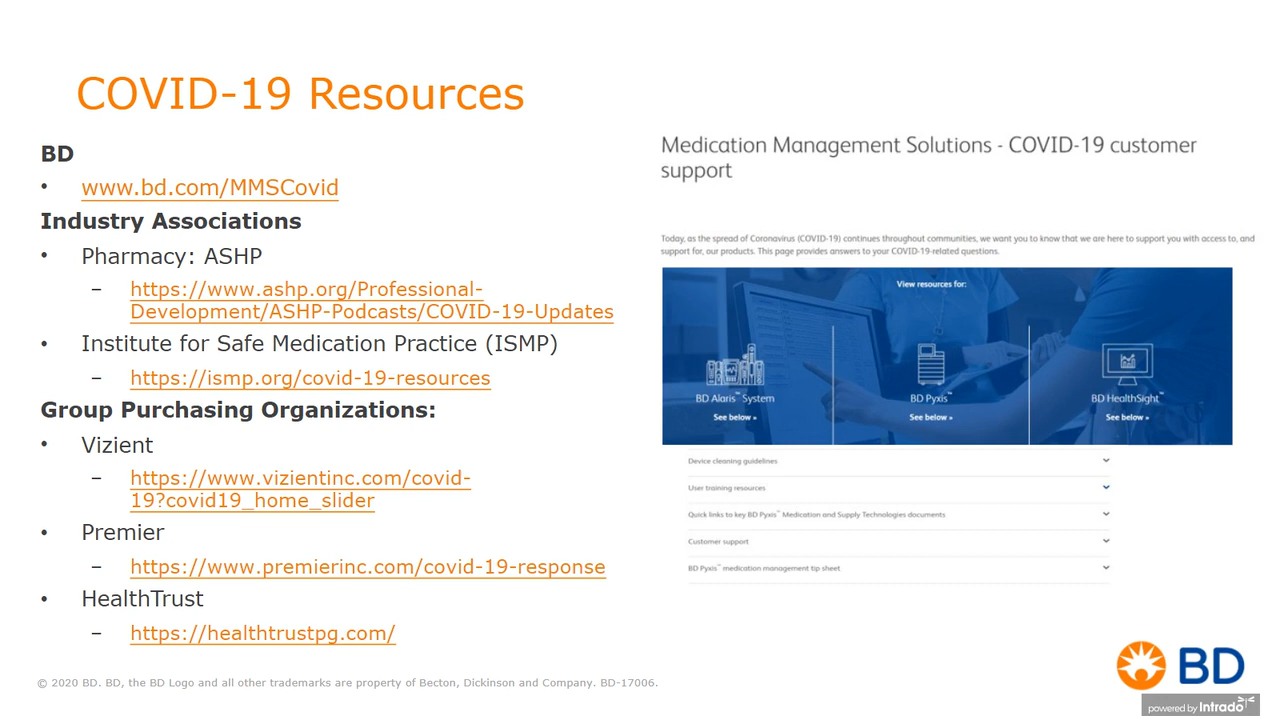 COVID-19 Resources
BD
• www.bd.com/MMSCovid
Industry Associations
• Pharmacy: ASHP
– https://www.ashp.org/Professional-
Development/ASHP-Podcasts/COVID-19-Updates
• Institute for Safe Medication Practice (ISMP)
– https://ismp.org/covid-19-resources
Group Purchasing Organizations:
• Vizient
– https://www.vizientinc.com/covid-
19?covid19_home_slider
• Premier
– https://www.premierinc.com/covid-19-response
• HealthTrust
– https://healthtrustpg.com/
Medication Management Solutions - COVID-19 customer
support
Today, as the spread of Coronavirus (COVID-19) continues throughout communities, we want you to know that we are here to support you with access to, and
support for, our products. This page provides answers to your COVID-19-related questions.
View resources for:
BD Alaris™ System
See below »
BD Pyxis™
See below »
BD HealthSight™
See below »
Device cleaning guidelines
User training resources
Quick links to key BD Pyxis™ Medication and Supply Technologies documents
Customer support
BD Pyxis™ medication management tip sheet
© 2020 BD. BD, the BD Logo and all other trademarks are property of Becton, Dickinson and Company. BD-17006.
BD
powered by Intrado